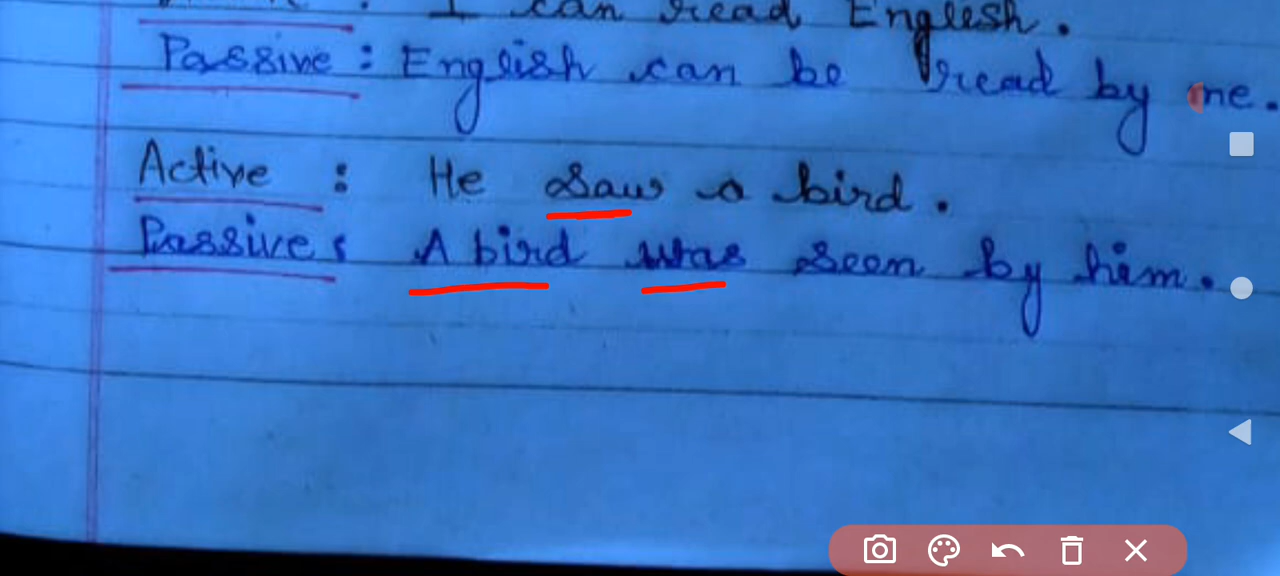 I can read English.
Passive : English can be read by me.
Active : He saw a bird.
Passive : A bird was seen by him.